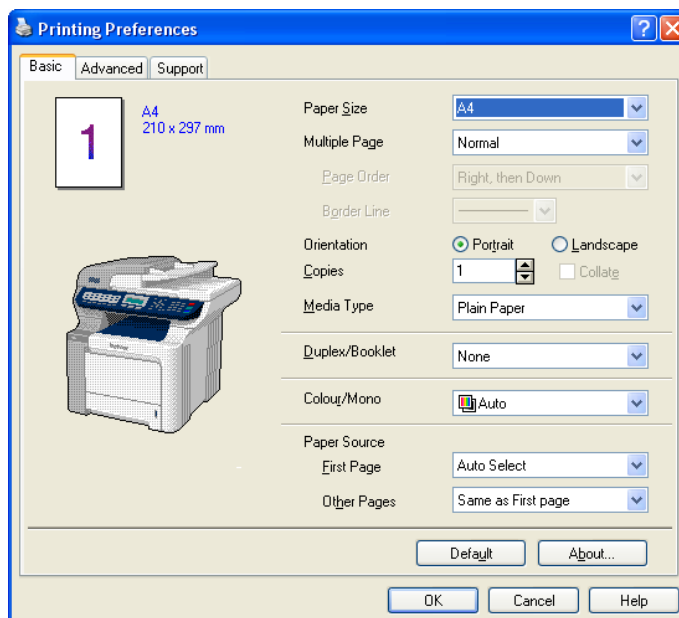 Printing Preferences
Basic Advanced Support
1
A4
210 x 297 mm
Paper Size A4
Multiple Page Normal
Page Order Right, then Down
Border Line
Orientation Portrait Landscape
Copies 1 Collate
Media Type Plain Paper
Duplex/Booklet None
Colour/Mono Auto
Paper Source
First Page Auto Select
Other Pages Same as First page
Default About...
OK Cancel Help